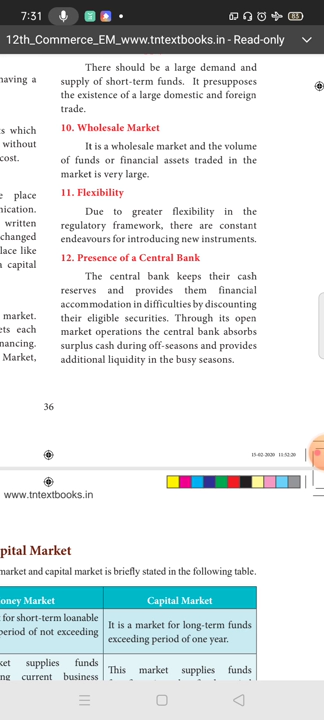 7:31
85
12th_Commerce_EM_www.tntextbooks.in - Read-only
having a
s which
without
cost.
e place
nication.
written
changed
lace like
a capital
market.
ets each
nancing.
Market,
There should be a large demand and
supply of short-term funds. It presupposes
the existence of a large domestic and foreign
trade.
10. Wholesale Market
It is a wholesale market and the volume
of funds or financial assets traded in the
market is very large.
11. Flexibility
Due to greater flexibility in the
regulatory framework, there are constant
endeavours for introducing new instruments.
12. Presence of a Central Bank
The central bank keeps their cash
reserves and provides them financial
accommodation in difficulties by discounting
their eligible securities. Through its open
market operations the central bank absorbs
surplus cash during off-seasons and provides
additional liquidity in the busy seasons.
36
15-02-2020 11:52:20
www.tntextbooks.in
pital Market
market and capital market is briefly stated in the following table.
oney Market
Capital Market
t for short-term loanable
period of not exceeding
It is a market for long-term funds
exceeding period of one year.
ket supplies funds
ng current business
This market supplies funds